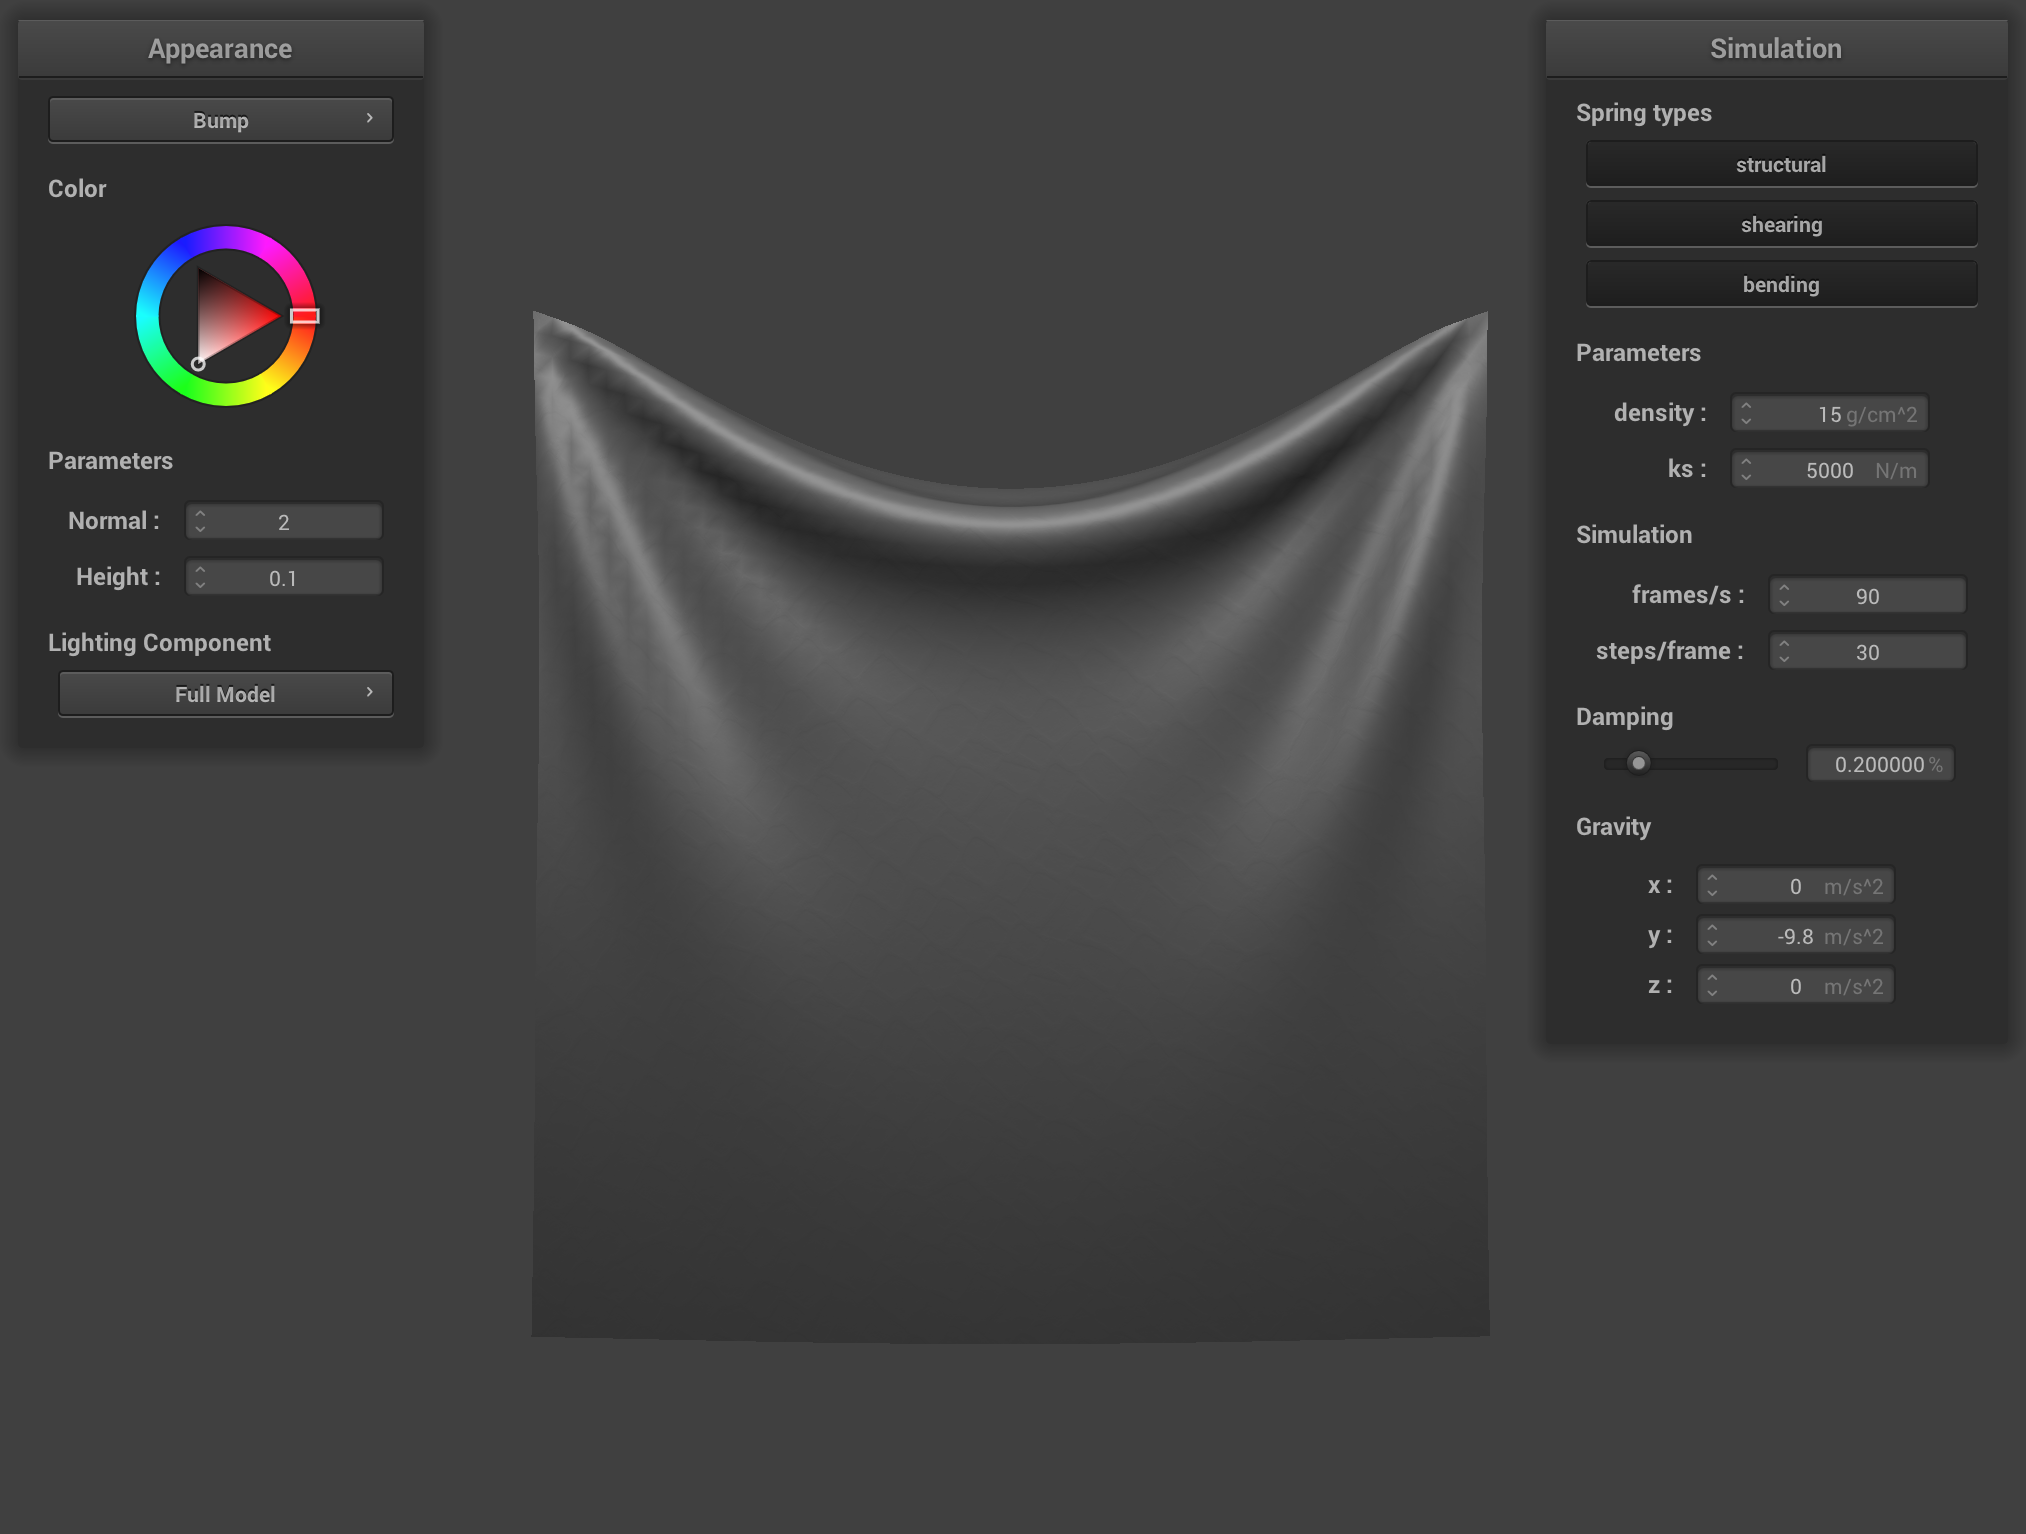 Appearance
Bump
Color
Parameters
Normal : 2
Height : 0.1
Lighting Component
Full Model
Simulation
Spring types
structural
shearing
bending
Parameters
density : 15 g/cm^2
ks : 5000 N/m
Simulation
frames/s : 90
steps/frame : 30
Damping
0.200000 %
Gravity
x : 0 m/s^2
y : -9.8 m/s^2
z : 0 m/s^2